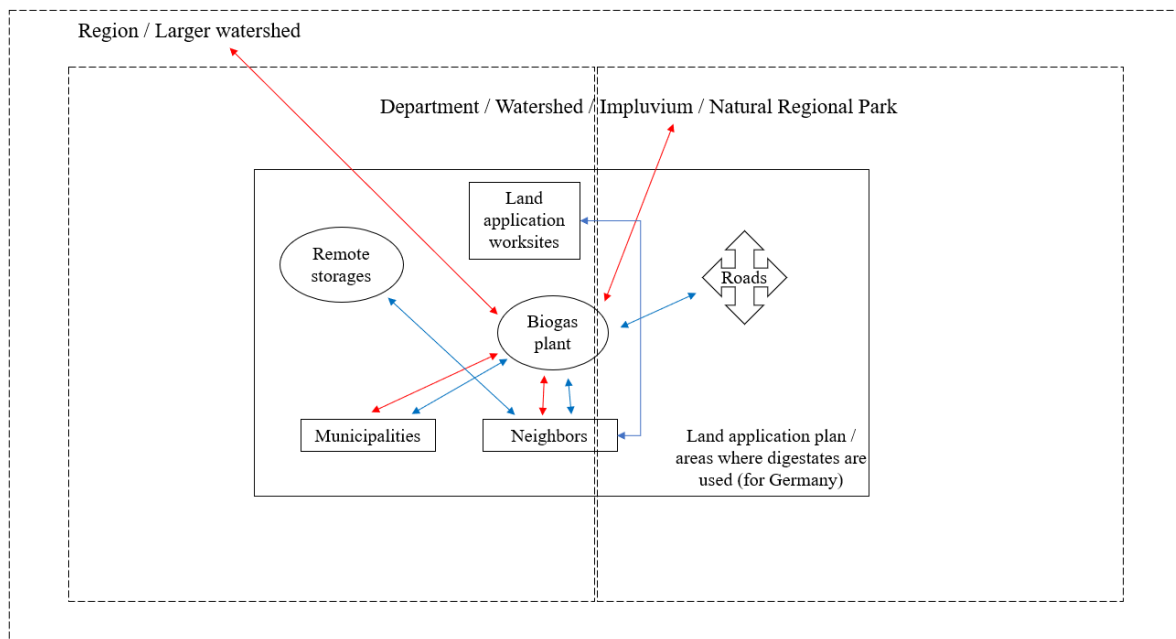 Region / Larger watershed
Department / Watershed / Impluvium / Natural Regional Park
Land
application
worksites
Remote
storages
Roads
Biogas
plant
Municipalities
Neighbors
Land application plan /
areas where digestates are
used (for Germany)